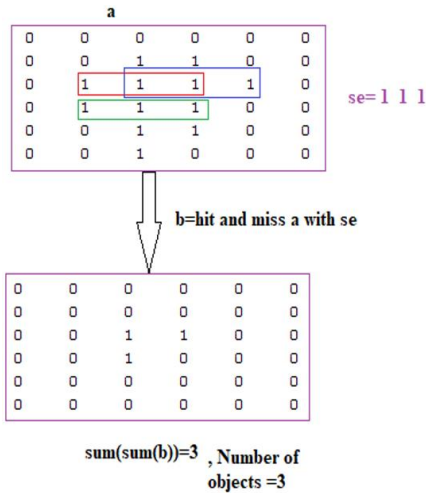 a
0 0 0 0 0 0
0 0 1 1 0 0
0 1 1 1 1 0
0 1 1 1 0 0
0 0 1 1 0 0
0 0 1 0 0 0
se= 1 1 1
b=hit and miss a with se
0 0 0 0 0 0
0 0 0 0 0 0
0 0 1 1 0 0
0 0 1 0 0 0
0 0 0 0 0 0
0 0 0 0 0 0
sum(sum(b))=3 , Number of
objects =3